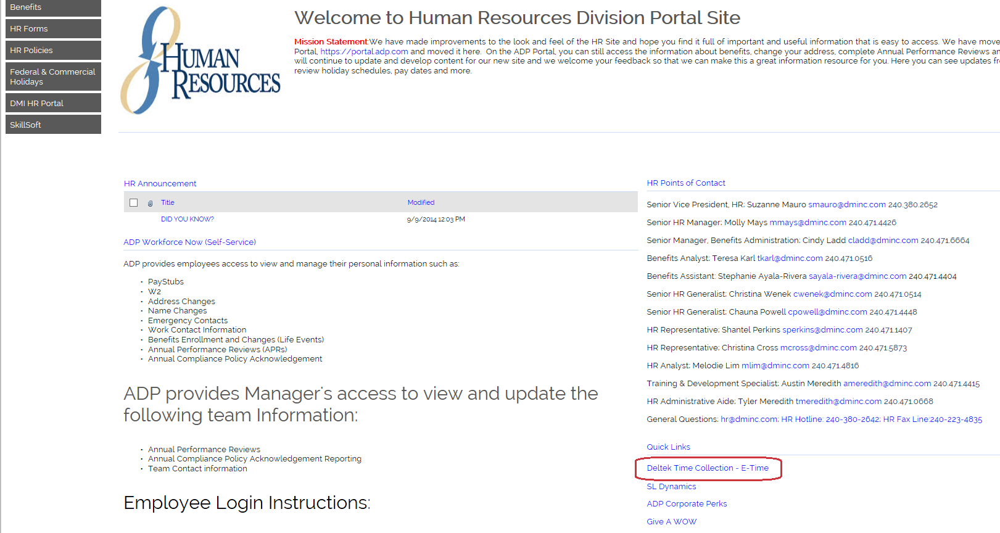 Benefits
HR Forms
HR Policies
Federal & Commercial
Holidays
DMI HR Portal
SkillSoft
HUMAN
RESOURCES
Welcome to Human Resources Division Portal Site
Mission Statement:We have made improvements to the look and feel of the HR Site and hope you find it full of important and useful information that is easy to access. We have move
Portal, https://portal.adp.com and moved it here.  On the ADP Portal, you can still access the information about benefits, change your address, complete Annual Performance Reviews an
will continue to update and develop content for our new site and we welcome your feedback so that we can make this a great information resource for you. Here you can see updates fr
review holiday schedules, pay dates and more.
HR Announcement
Title Modified
DID YOU KNOW? 9/9/2014 12:03 PM
ADP Workforce Now (Self-Service)
ADP provides employees access to view and manage their personal information such as:
• PayStubs
• W2
• Address Changes
• Name Changes
• Emergency Contacts
• Work Contact Information
• Benefits Enrollment and Changes (Life Events)
• Annual Performance Reviews (APRs)
• Annual Compliance Policy Acknowledgement
ADP provides Manager's access to view and update the
following team Information:
• Annual Performance Reviews
• Annual Compliance Policy Acknowledgement Reporting
• Team Contact information
Employee Login Instructions:
HR Points of Contact
Senior Vice President, HR; Suzanne Mauro smauro@dminc.com 240.380.2652
Senior HR Manager; Molly Mays mmays@dminc.com 240.471.4426
Senior Manager, Benefits Administration; Cindy Ladd cladd@dminc.com 240.471.6664
Benefits Analyst; Teresa Karl tkarl@dminc.com 240.471.0516
Benefits Assistant: Stephanie Ayala-Rivera sayala-rivera@dminc.com 240.471.4404
Senior HR Generalist; Christina Wenek cwenek@dminc.com 240.471.0514
Senior HR Generalist; Chauna Powell cpowell@dminc.com 240.471.4448
HR Representative; Shantel Perkins sperkins@dminc.com 240.471.1407
HR Representative; Christina Cross mcross@dminc.com 240.471.5873
HR Analyst; Melodie Lim mlim@dminc.com 240.471.4816
Training & Development Specialist; Austin Meredith ameredith@dminc.com 240.471.4415
HR Administrative Aide; Tyler Meredith tmeredith@dminc.com 240.471.0668
General Questions; hr@dminc.com; HR Hotline: 240-380-2642; HR Fax Line:240-223-4835
Quick Links
Deltek Time Collection - E-Time
SL Dynamics
ADP Corporate Perks
Give A WOW